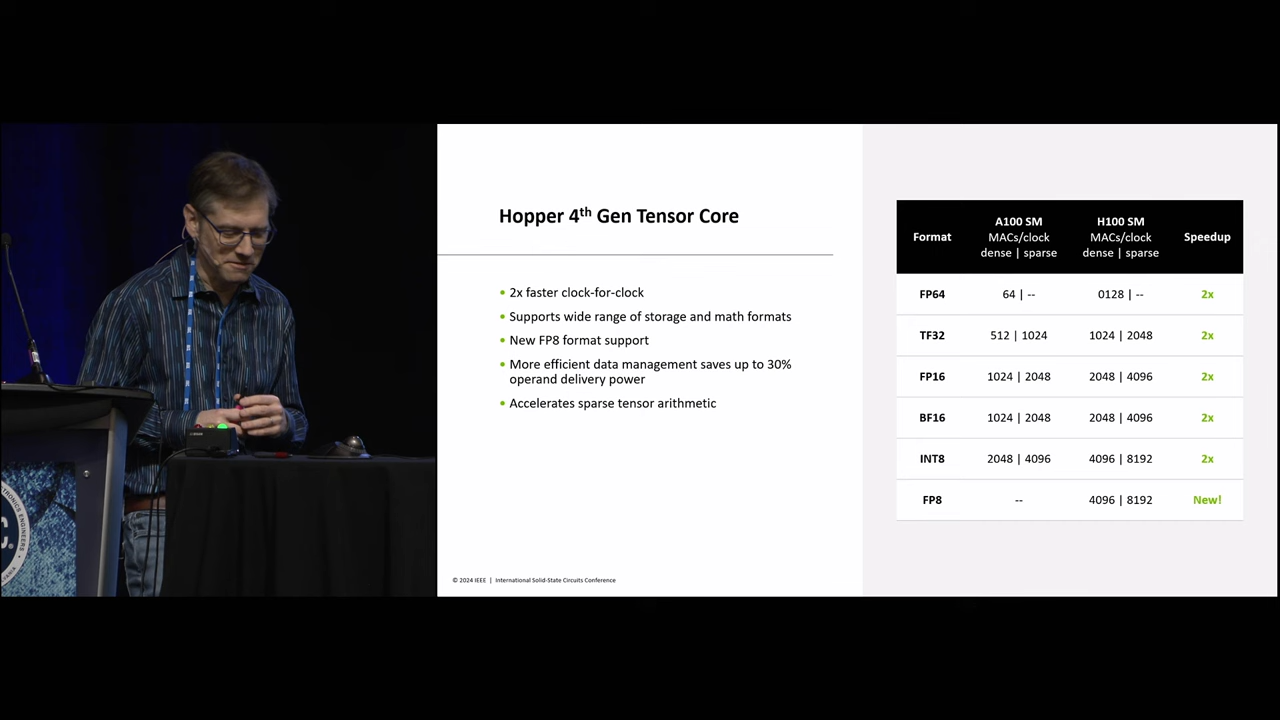 Hopper 4th Gen Tensor Core
• 2x faster clock-for-clock
• Supports wide range of storage and math formats
• New FP8 format support
• More efficient data management saves up to 30%
operand delivery power
• Accelerates sparse tensor arithmetic
Format A100 SM MACs/clock dense | sparse H100 SM MACs/clock dense | sparse Speedup
FP64 64 | -- 0128 | -- 2x
TF32 512 | 1024 1024 | 2048 2x
FP16 1024 | 2048 2048 | 4096 2x
BF16 1024 | 2048 2048 | 4096 2x
INT8 2048 | 4096 4096 | 8192 2x
FP8 -- 4096 | 8192 New!
© 2024 IEEE | International Solid-State Circuits Conference
C.
ENGINEERS